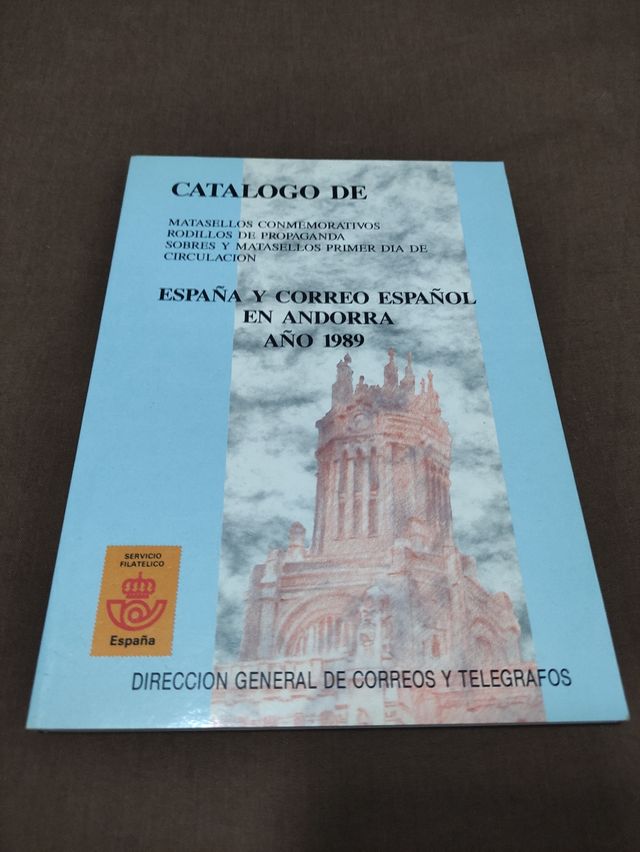 CATALOGO DE
MATASELLOS CONMEMORATIVOS
RODILLOS DE PROPAGANDA
SOBRES Y MATASELLOS PRIMER DIA DE
CIRCULACION
ESPAÑA Y CORREO ESPAÑOL
EN ANDORRA
AÑO 1989
SERVICIO
FILATELICO
España
DIRECCION GENERAL DE CORREOS Y TELEGRAFOS